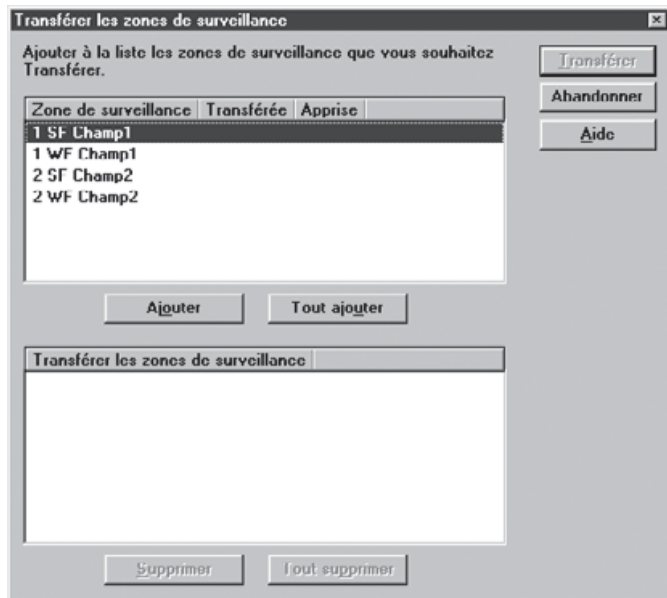 Transférer les zones de surveillance
Ajouter à la liste les zones de surveillance que vous souhaitez
Transférer.
Transférer
Abandonner
Aide
Zone de surveillance Transférée Apprise
1 SF Champ1
1 WF Champ1
2 SF Champ2
2 WF Champ2
Ajouter Tout ajouter
Transférer les zones de surveillance
Supprimer Tout supprimer